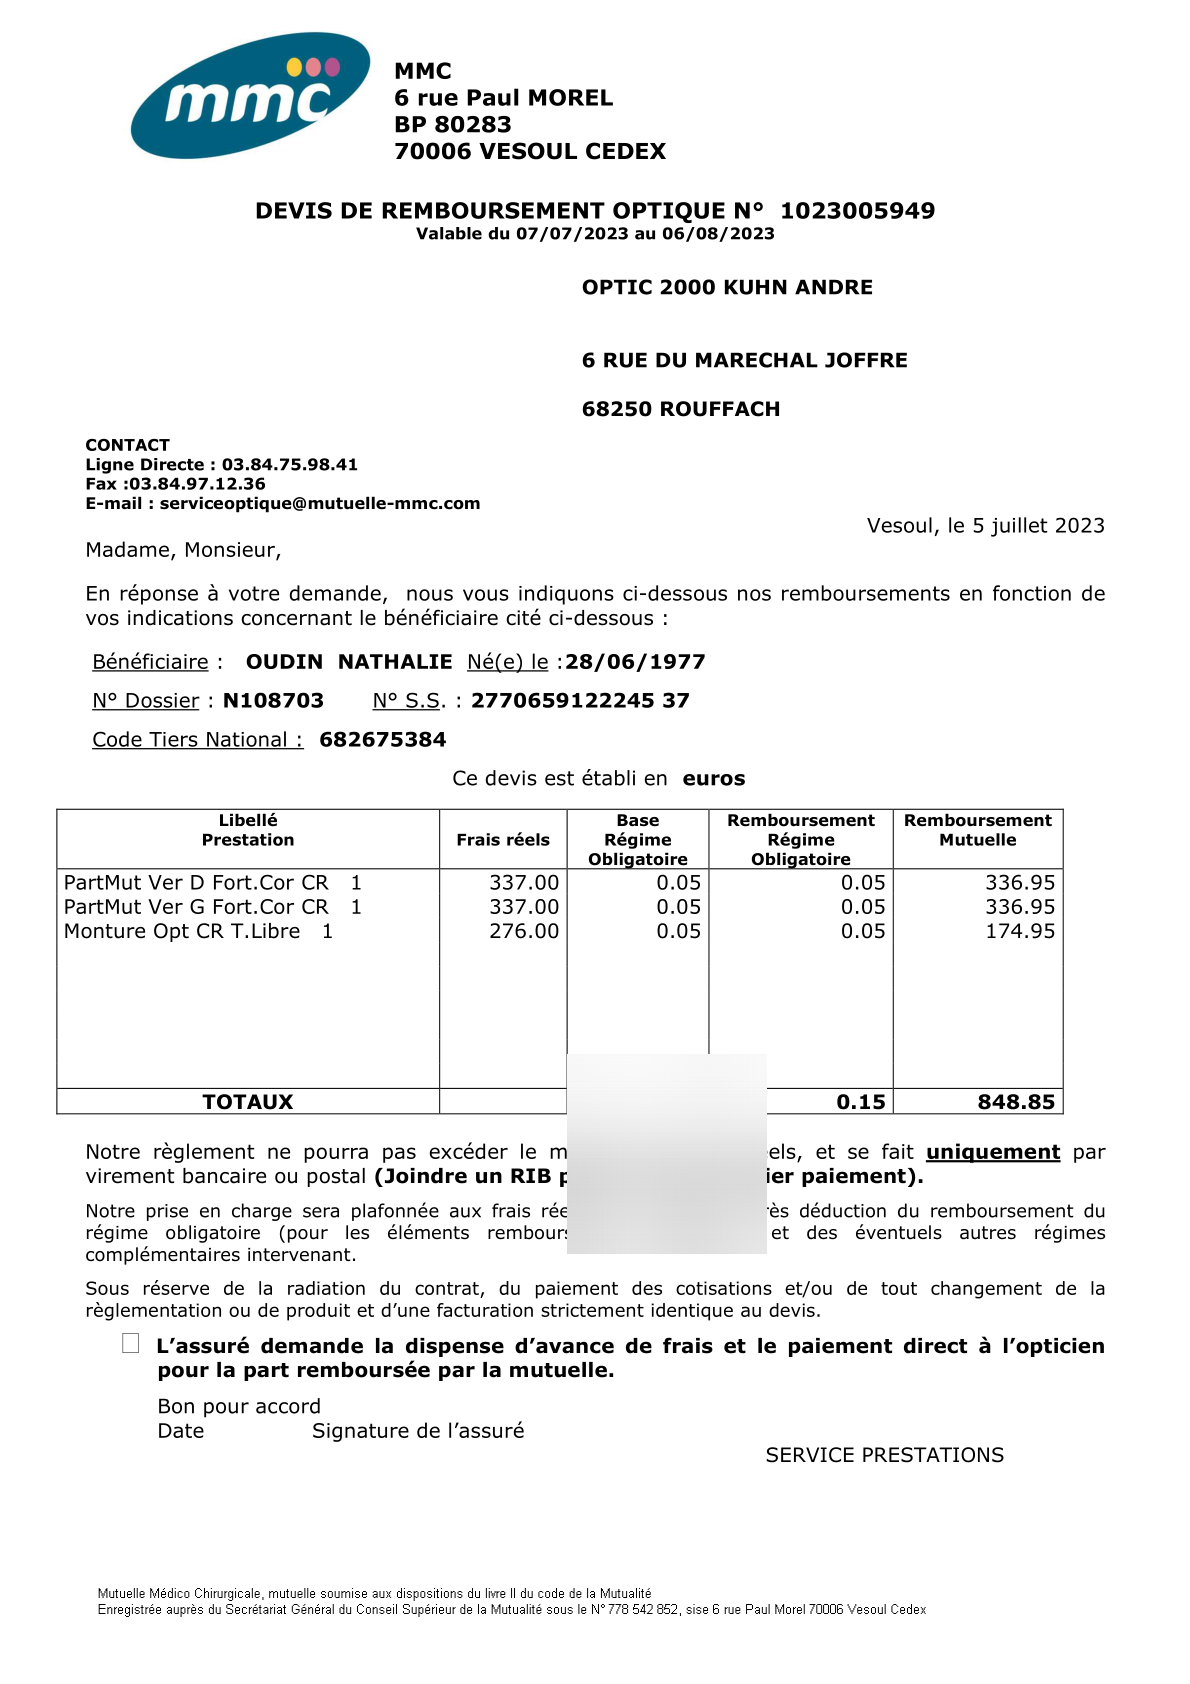 mmc
MMC
6 rue Paul MOREL
BP 80283
70006 VESOUL CEDEX
DEVIS DE REMBOURSEMENT OPTIQUE N° 1023005949
Valable du 07/07/2023 au 06/08/2023
OPTIC 2000 KUHN ANDRE
6 RUE DU MARECHAL JOFFRE
68250 ROUFFACH
CONTACT
Ligne Directe : 03.84.75.98.41
Fax :03.84.97.12.36
E-mail : serviceoptique@mutuelle-mmc.com
Vesoul, le 5 juillet 2023
Madame, Monsieur,
En réponse à votre demande, nous vous indiquons ci-dessous nos remboursements en fonction de
vos indications concernant le bénéficiaire cité ci-dessous :
Bénéficiaire : OUDIN NATHALIE Né(e) le :28/06/1977
N° Dossier : N108703 N° S.S. : 2770659122245 37
Code Tiers National : 682675384
Ce devis est établi en euros
Libellé Prestation Frais réels Base Régime Obligatoire Remboursement Régime Obligatoire Remboursement Mutuelle
PartMut Ver D Fort.Cor CR 1 337.00 0.05 0.05 336.95
PartMut Ver G Fort.Cor CR 1 337.00 0.05 0.05 336.95
Monture Opt CR T.Libre 1 276.00 0.05 0.05 174.95
TOTAUX 0.15 848.85
Notre règlement ne pourra pas excéder le et se fait uniquement par
virement bancaire ou postal (Joindre un RIB paiement).
Notre prise en charge sera plafonnée aux frais déduction du remboursement du
régime obligatoire (pour les éléments et des éventuels autres régimes
complémentaires intervenant.
Sous réserve de la radiation du contrat, du paiement des cotisations et/ou de tout changement de la
règlementation ou de produit et d’une facturation strictement identique au devis.
L’assuré demande la dispense d’avance de frais et le paiement direct à l’opticien
pour la part remboursée par la mutuelle.
Bon pour accord
Date Signature de l’assuré
SERVICE PRESTATIONS
Mutuelle Médico Chirurgicale, mutuelle soumise aux dispositions du livre II du code de la Mutualité
Enregistrée auprès du Secrétariat Général du Conseil Supérieur de la Mutualité sous le N° 778 542 852, sise 6 rue Paul Morel 70006 Vesoul Cedex